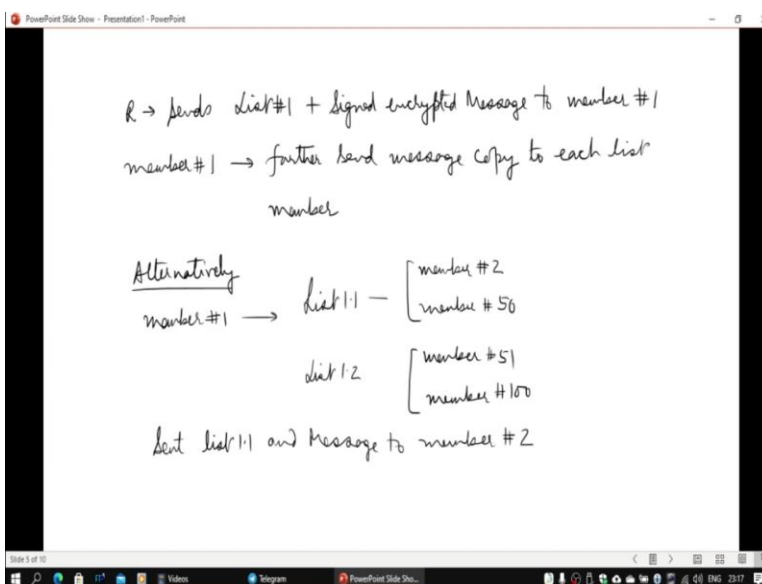 PowerPoint Slide Show - Presentation1 - PowerPoint
R → Sends List#1 + Signed encrypted Message to member #1
member #1 → further Send message copy to each list
member
Alternatively
member #1 → List 1.1 — [member #2
member # 50
List 1.2 [member #51
member #100
Sent list 1.1 and Message to member # 2
Slide 5 of 10
Videos
Telegram
PowerPoint Slide Sho...
ENG 23:17